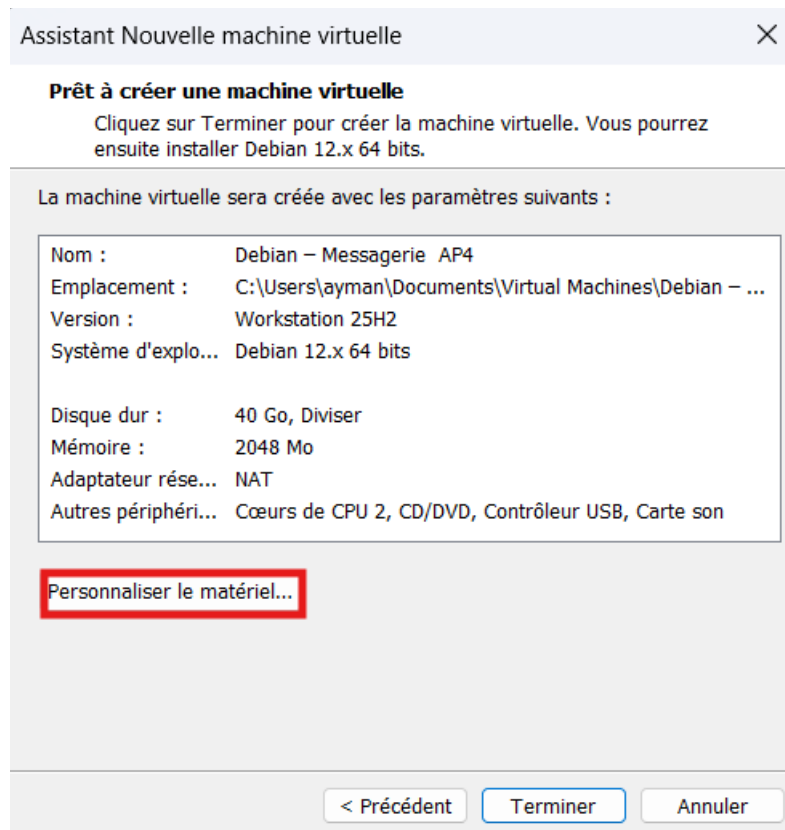 Assistant Nouvelle machine virtuelle
Prêt à créer une machine virtuelle
Cliquez sur Terminer pour créer la machine virtuelle. Vous pourrez
ensuite installer Debian 12.x 64 bits.
La machine virtuelle sera créée avec les paramètres suivants :
Nom : Debian – Messagerie  AP4
Emplacement : C:\Users\ayman\Documents\Virtual Machines\Debian – ...
Version : Workstation 25H2
Système d'explo... Debian 12.x 64 bits
Disque dur : 40 Go, Diviser
Mémoire : 2048 Mo
Adaptateur rése... NAT
Autres périphéri... Cœurs de CPU 2, CD/DVD, Contrôleur USB, Carte son
Personnaliser le matériel...
< Précédent Terminer Annuler